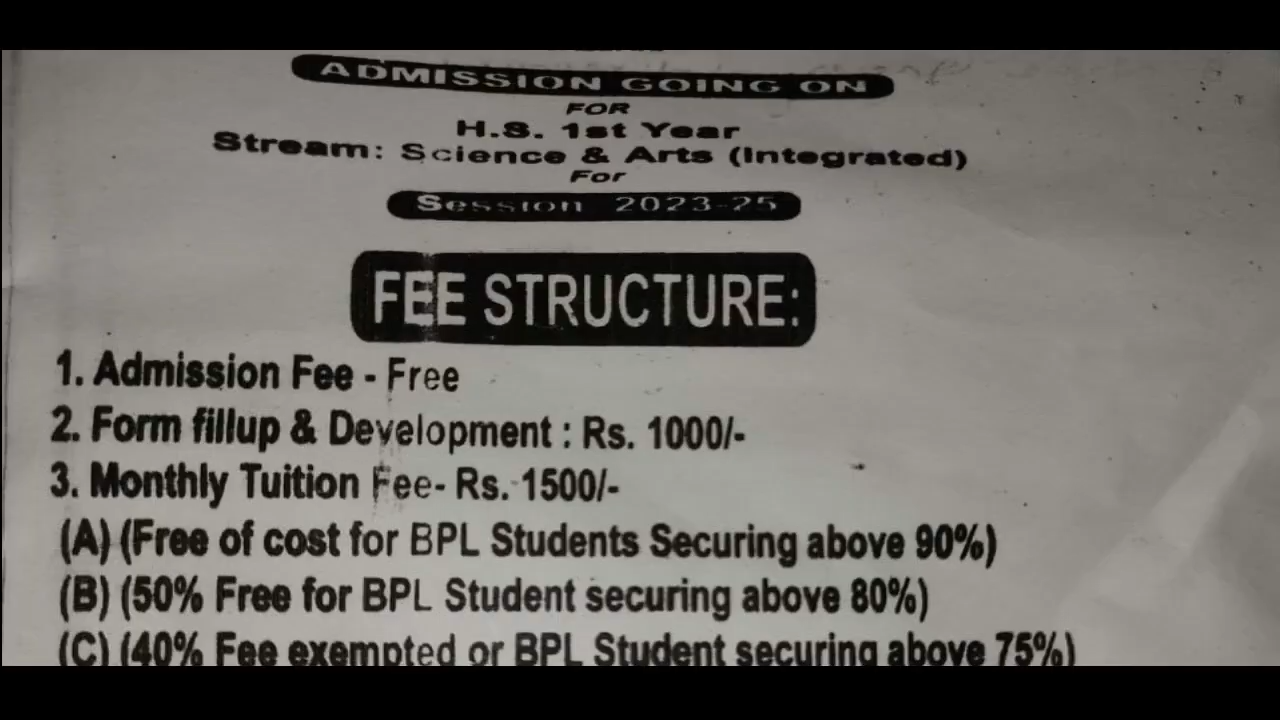 ADMISSION GOING ON
FOR
H.S. 1st Year
Stream: Science & Arts (Integrated)
For
Session 2023-25
FEE STRUCTURE:
1. Admission Fee - Free
2. Form fillup & Development : Rs. 1000/-
3. Monthly Tuition Fee- Rs. 1500/-
(A) (Free of cost for BPL Students Securing above 90%)
(B) (50% Free for BPL Student securing above 80%)
(C) (40% Fee exempted or BPL Student securing above 75%)